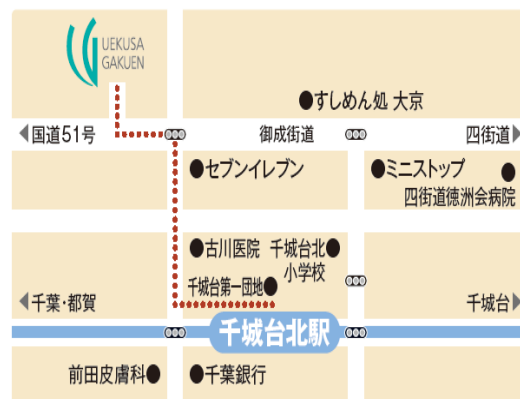 UEKUSA
GAKUEN
すしめん処 大京
国道51号
御成街道
四街道
セブンイレブン
ミニストップ
四街道徳洲会病院
古川医院
千城台北
小学校
千城台第一団地
千葉・都賀
千城台
千城台北駅
前田皮膚科
千葉銀行